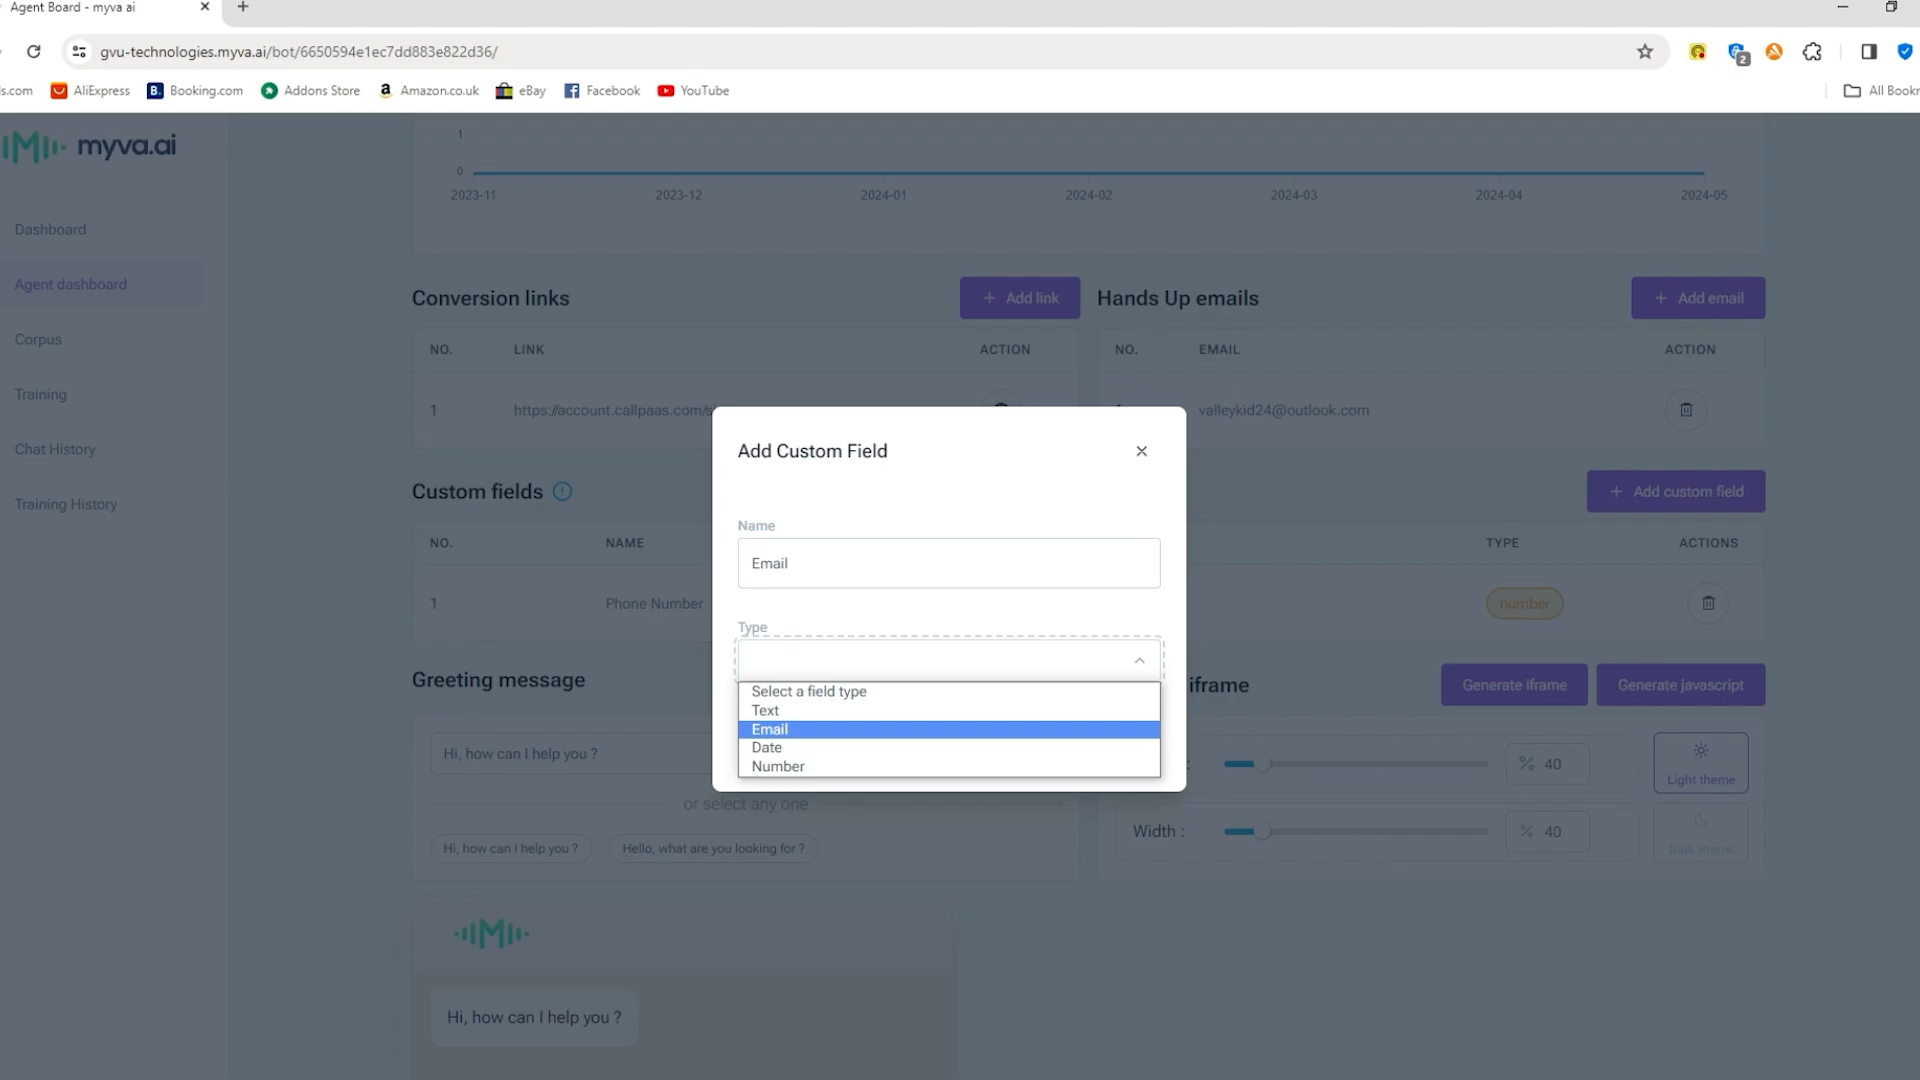 Agent Board - myva ai
gvu-technologies.myva.ai/bot/6650594e1ec7dd883e822d36/
2
ls.com
AliExpress
B.
Booking.com
Addons Store
a
Amazon.co.uk
eBay
Facebook
YouTube
All Bookr
myva.ai
Dashboard
Agent dashboard
Corpus
Training
Chat History
Training History
1
0
2023-11 2023-12 2024-01 2024-02 2024-03 2024-04 2024-05
Conversion links
+ Add link
NO. LINK ACTION
1 https://account.callpaas.com/s
Hands Up emails
+ Add email
NO. EMAIL ACTION
valleykid24@outlook.com
Custom fields
+ Add custom field
NO. NAME TYPE ACTIONS
1 Phone Number number
Add Custom Field
Name
Email
Type
Select a field type
Text
Email
Date
Number
Greeting message
Hi, how can I help you ?
or select any one
Hi, how can I help you ?
Hello, what are you looking for ?
iframe
Generate iframe
Generate javascript
: % 40
Width : % 40
Light theme
Dark theme
Hi, how can I help you ?